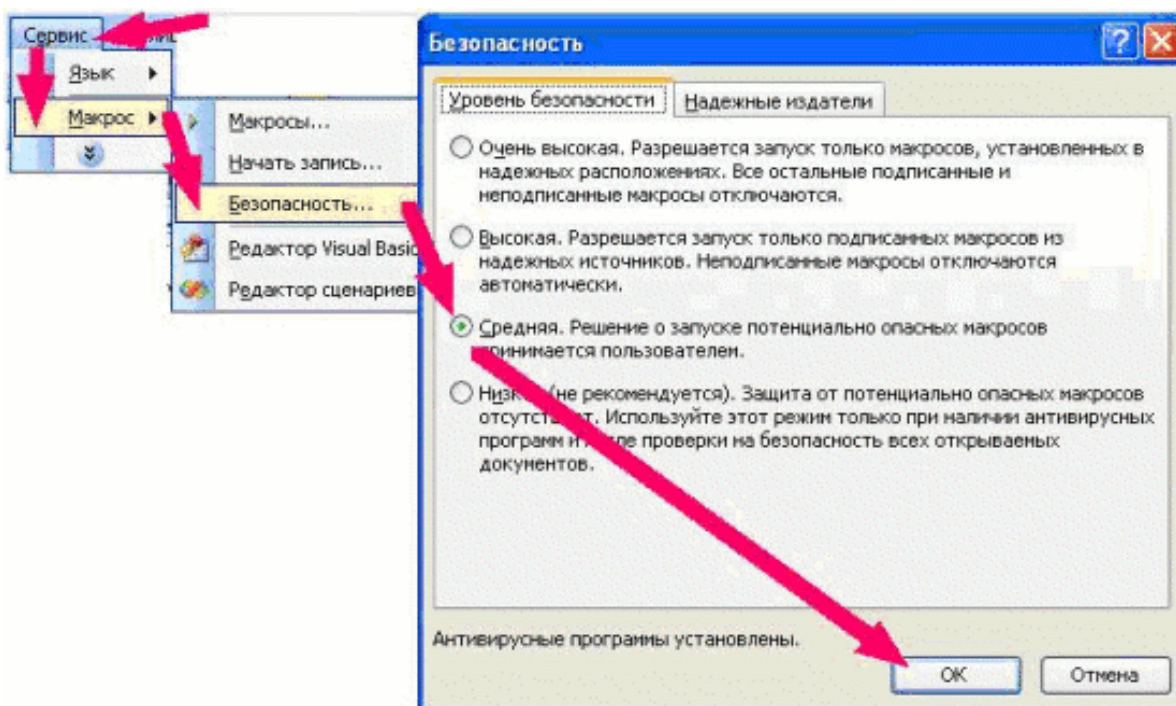 Сервис
Язык
Макрос
Макросы...
Начать запись...
Безопасность...
Редактор Visual Basic
Редактор сценариев
Безопасность
Уровень безопасности
Надежные издатели
Очень высокая. Разрешается запуск только макросов, установленных в
надежных расположениях. Все остальные подписанные и
неподписанные макросы отключаются.
Высокая. Разрешается запуск только подписанных макросов из
надежных источников. Неподписанные макросы отключаются
автоматически.
Средняя. Решение о запуске потенциально опасных макросов
принимается пользователем.
(не рекомендуется). Защита от потенциально опасных макросов
Используйте этот режим только при наличии антивирусных
программ и проверки на безопасность всех открываемых
документов.
Антивирусные программы установлены.
ОК
Отмена